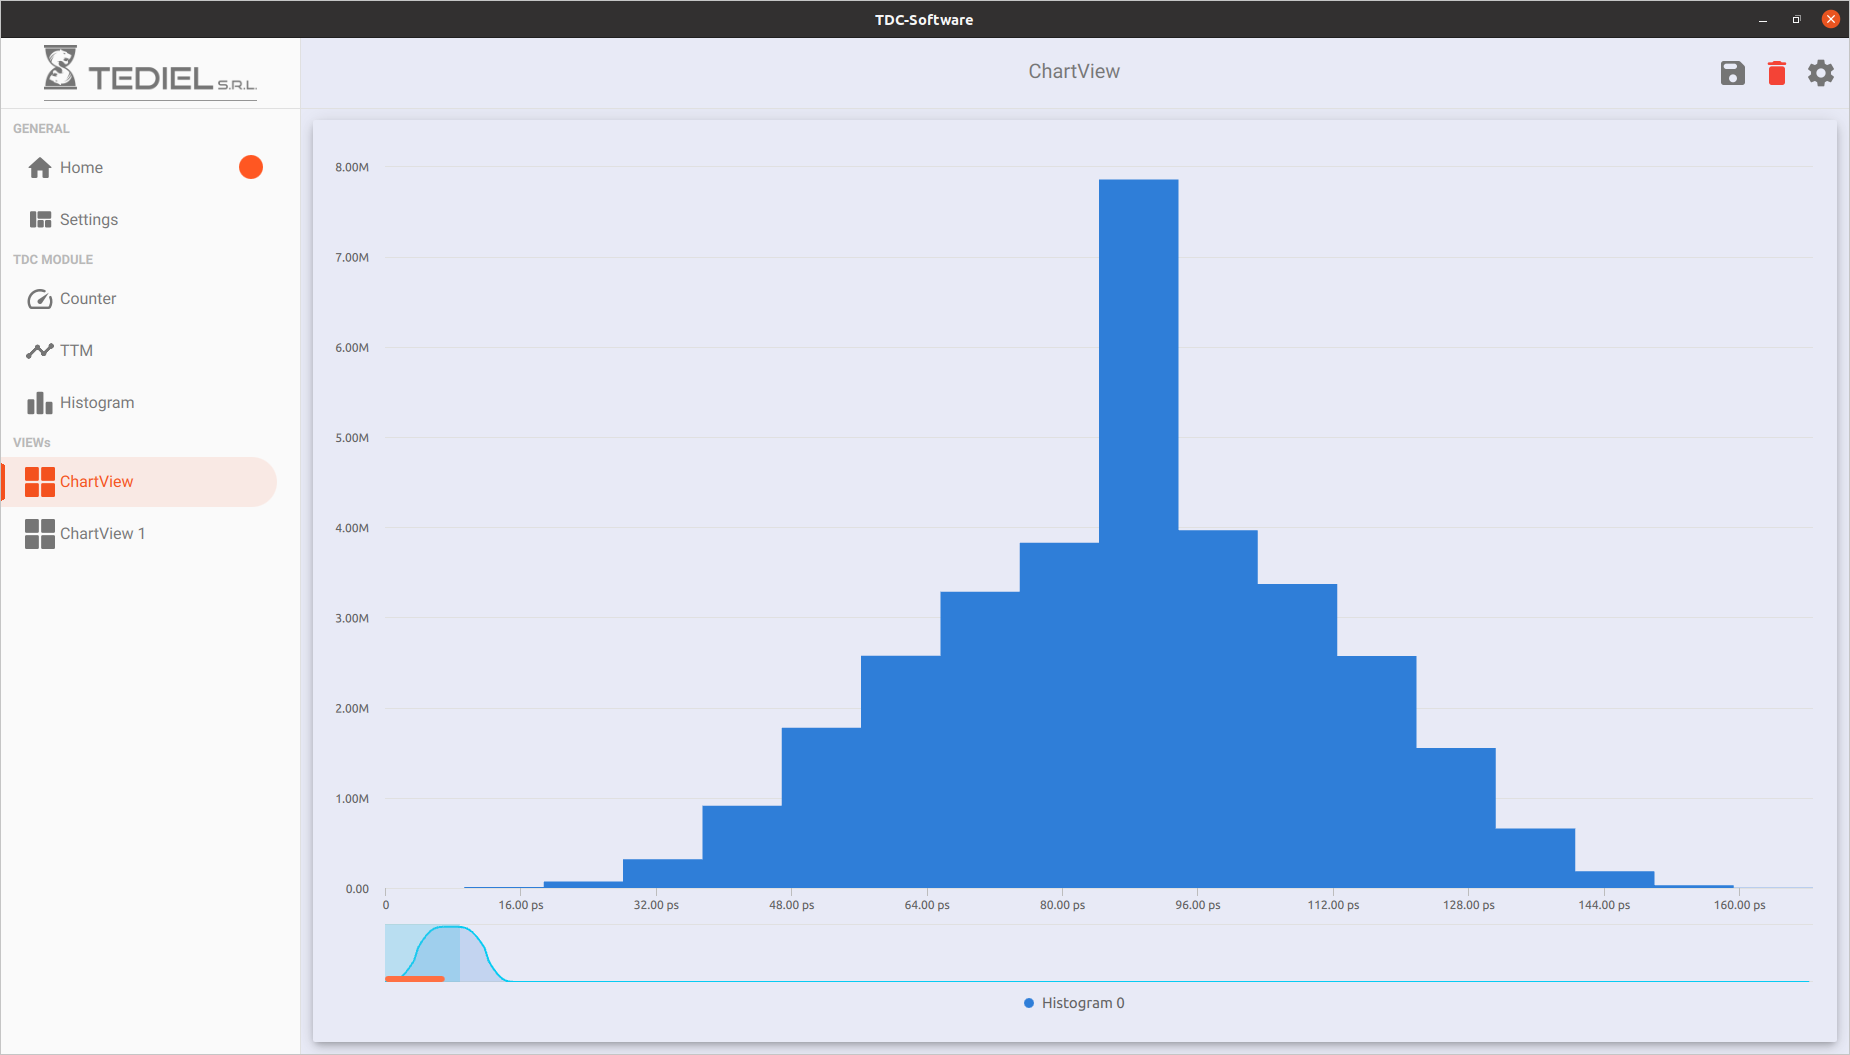 TDC-Software
TEDIEL S.R.L.
ChartView
GENERAL
Home
Settings
TDC MODULE
Counter
TTM
Histogram
VIEWs
ChartView
ChartView 1
8.00M
7.00M
6.00M
5.00M
4.00M
3.00M
2.00M
1.00M
0.00
0 16.00 ps 32.00 ps 48.00 ps 64.00 ps 80.00 ps 96.00 ps 112.00 ps 128.00 ps 144.00 ps 160.00 ps
Histogram 0